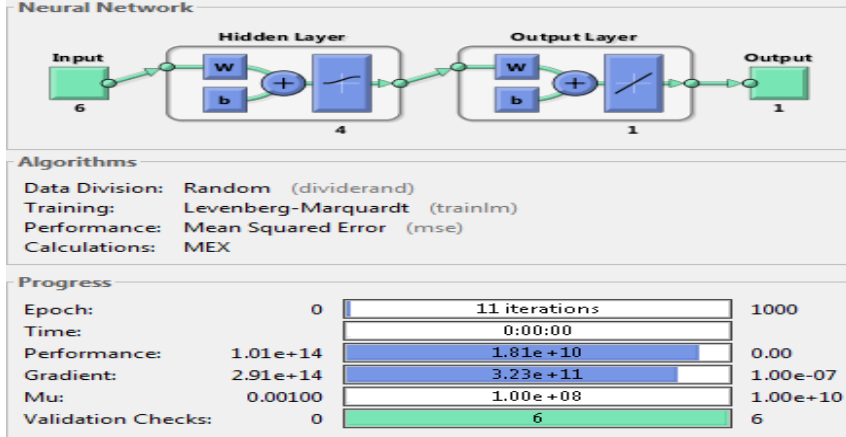 Neural Network
Hidden Layer Output Layer
Input Output
W W
+ +
b b
6 4 1 1
Algorithms
Data Division: Random (dividerand)
Training: Levenberg-Marquardt (trainlm)
Performance: Mean Squared Error (mse)
Calculations: MEX
Progress
Epoch: 0 11 iterations 1000
Time: 0:00:00
Performance: 1.01e+14 1.81e+10 0.00
Gradient: 2.91e+14 3.23e+11 1.00e-07
Mu: 0.00100 1.00e+08 1.00e+10
Validation Checks: 0 6 6